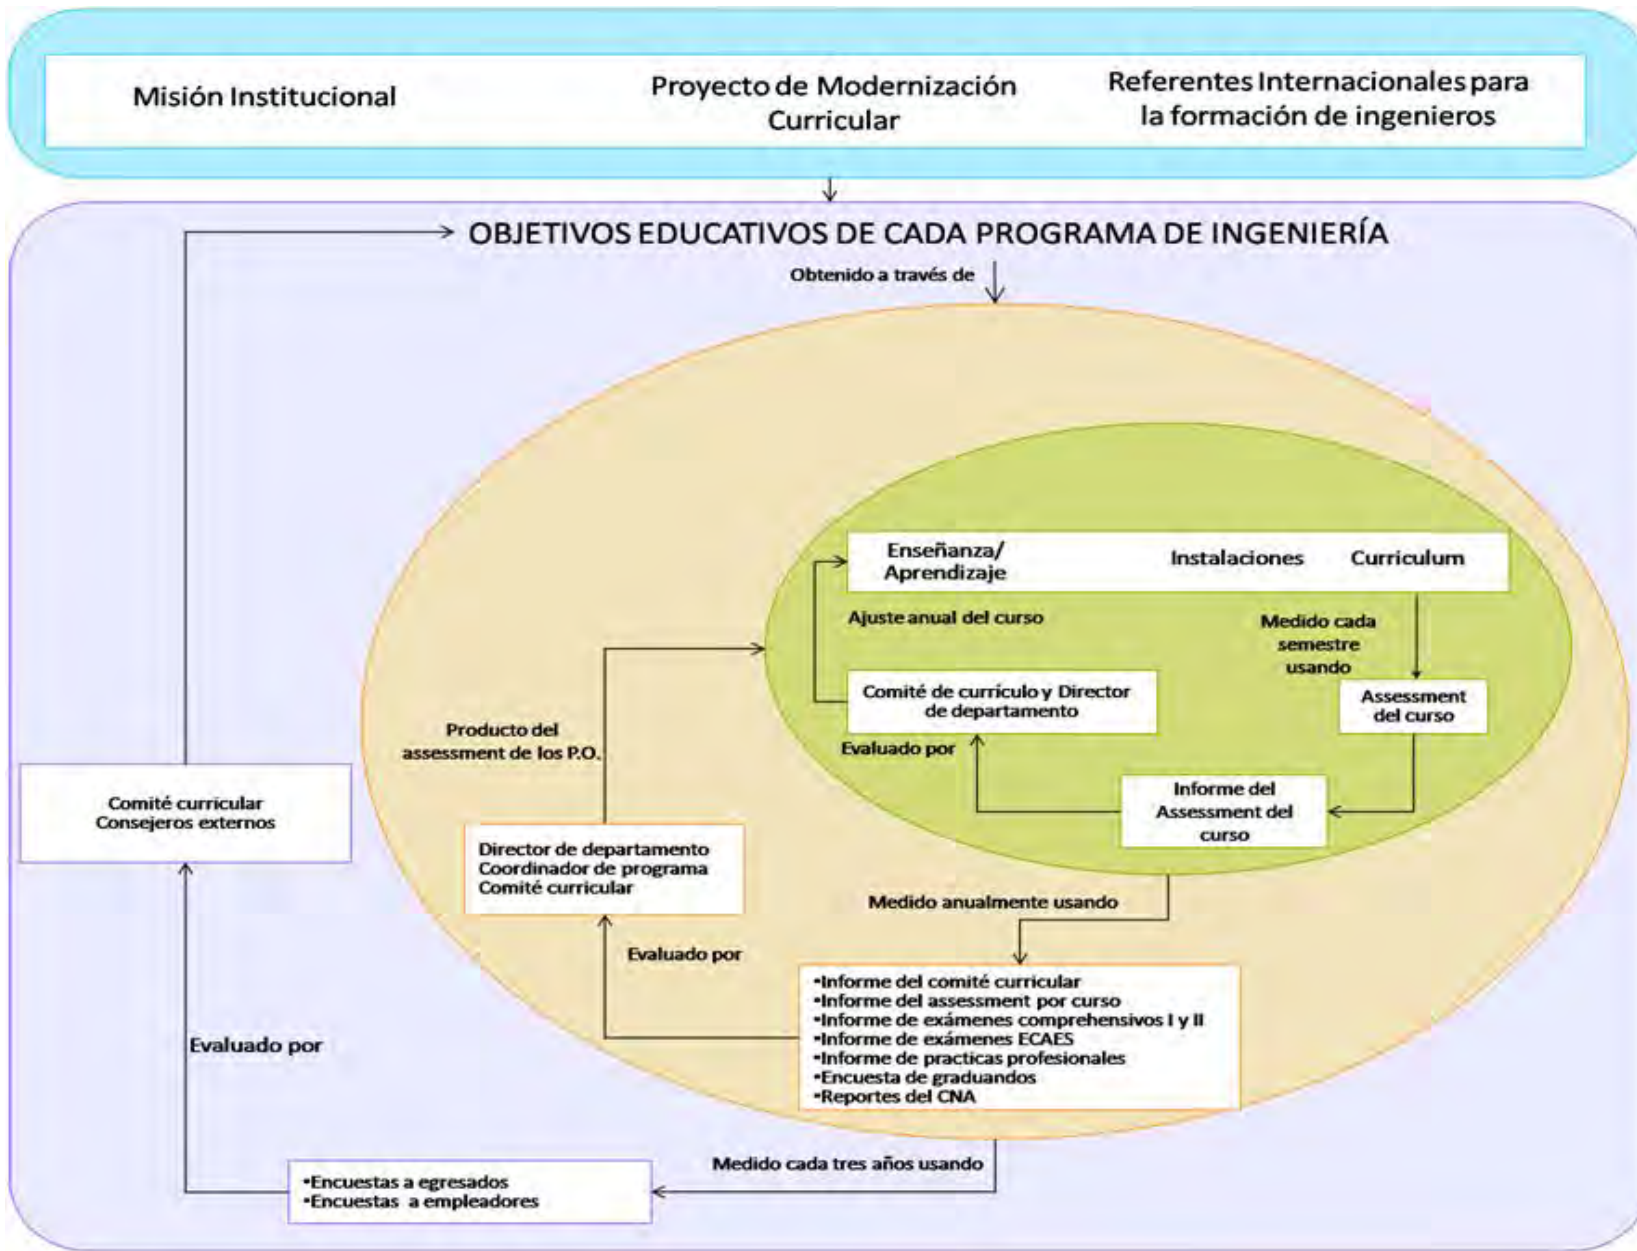 Misión Institucional
Proyecto de Modernización
Curricular
Referentes Internacionales para
la formación de ingenieros
OBJETIVOS EDUCATIVOS DE CADA PROGRAMA DE INGENIERÍA
Obtenido a través de
Enseñanza/
Aprendizaje
Instalaciones
Curriculum
Ajuste anual del curso
Medido cada
semestre
usando
Comité de currículo y Director
de departamento
Assessment
del curso
Evaluado por
Informe del
Assessment del
curso
Producto del
assessment de los P.O.
Comité curricular
Consejeros externos
Director de departamento
Coordinador de programa
Comité curricular
Medido anualmente usando
Evaluado por
•Informe del comité curricular
•Informe del assessment por curso
•Informe de exámenes comprehensivos I y II
•Informe de exámenes ECAES
•Informe de practicas profesionales
•Encuesta de graduandos
•Reportes del CNA
Evaluado por
Medido cada tres años usando
•Encuestas a egresados
•Encuestas a empleadores